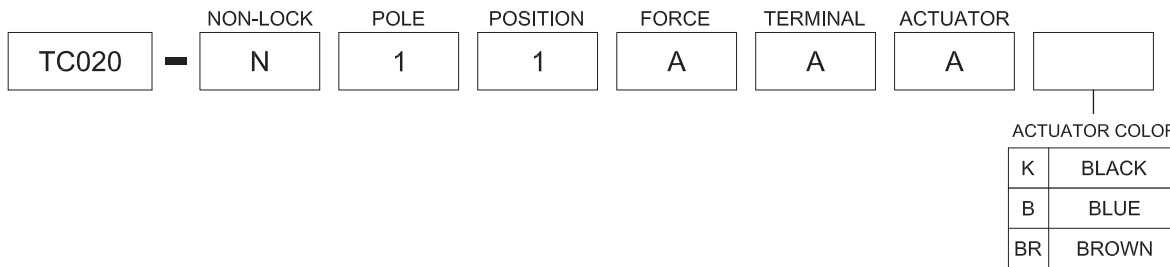 NON-LOCK POLE POSITION FORCE TERMINAL ACTUATOR
TC020 - N 1 1 A A A
ACTUATOR COLOR
K BLACK
B BLUE
BR BROWN